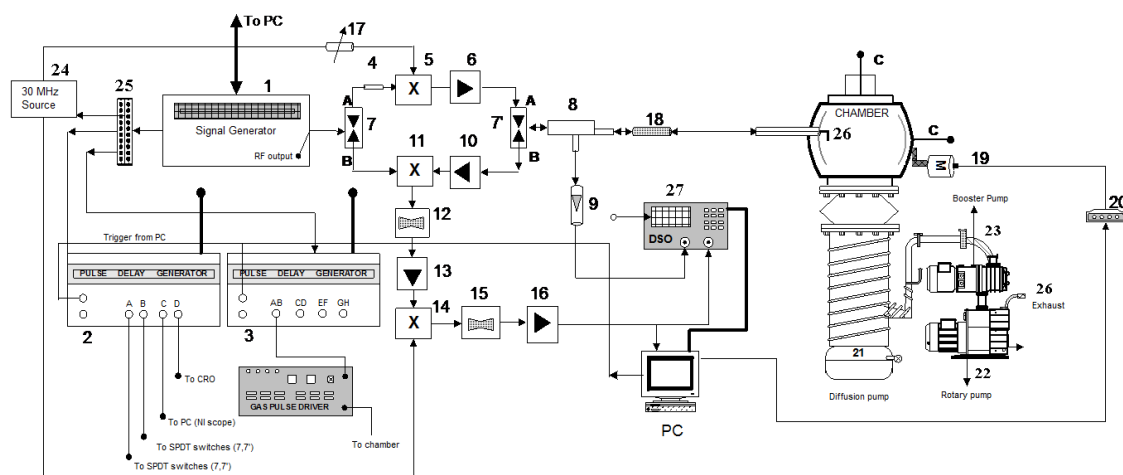 To PC
17
24
30 MHz
Source
25
1
Signal Generator
RF output
4
5
6
X
A
7
B
A
7'
B
8
18
11
X
10
9
12
13
14
X
15
16
27
DSO
C
CHAMBER
26
C
M
19
20
Booster Pump
23
26
Exhaust
21
22
Diffusion pump
Rotary pump
Trigger from PC
PULSE DELAY GENERATOR
A B C D
2
PULSE DELAY GENERATOR
AB CD EF GH
3
GAS PULSE DRIVER
To CRO
To PC (NI scope)
To SPDT switches (7,7')
To SPDT switches (7,7')
To chamber
PC